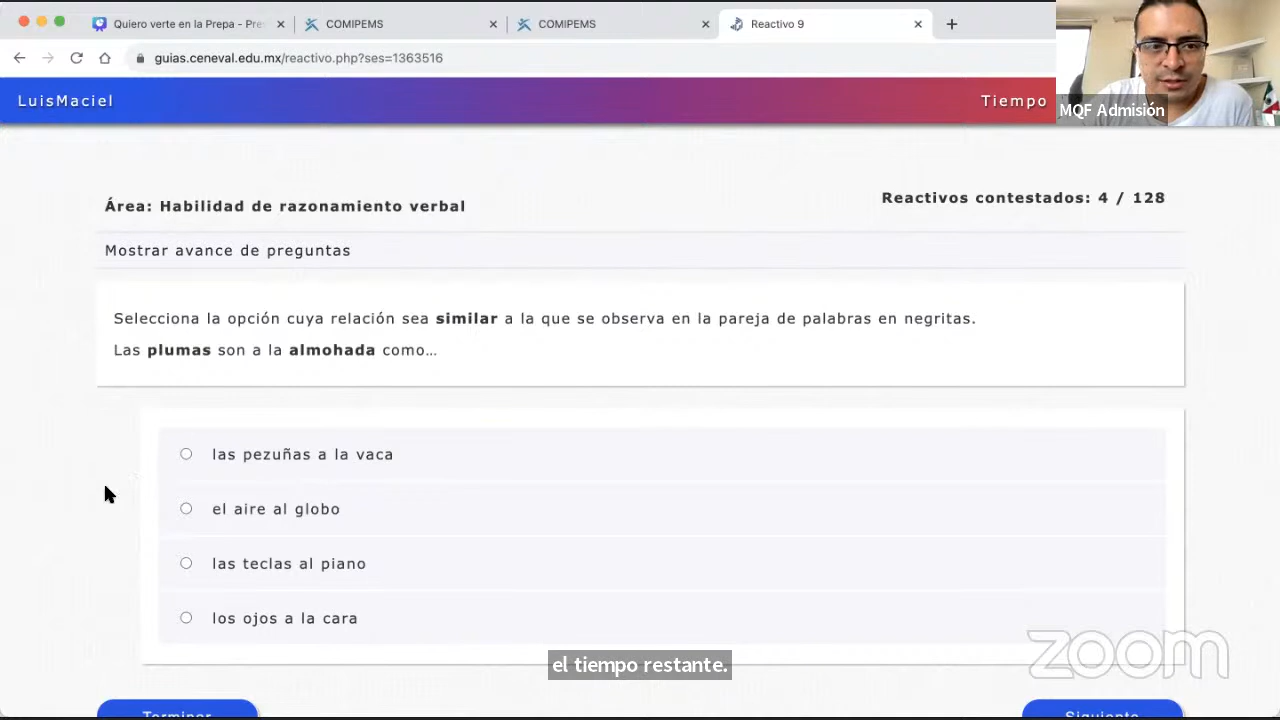 Quiero verte en la Prepa - Pre
COMIPEMS
COMIPEMS
Reactivo 9
guias.ceneval.edu.mx/reactivo.php?ses=1363516
LuisMaciel
Tiempo
MQF Admisión
Área: Habilidad de razonamiento verbal
Reactivos contestados: 4 / 128
Mostrar avance de preguntas
Selecciona la opción cuya relación sea similar a la que se observa en la pareja de palabras en negritas.
Las plumas son a la almohada como...
las pezuñas a la vaca
el aire al globo
las teclas al piano
los ojos a la cara
el tiempo restante.
zoom
Terminar
Siguiente